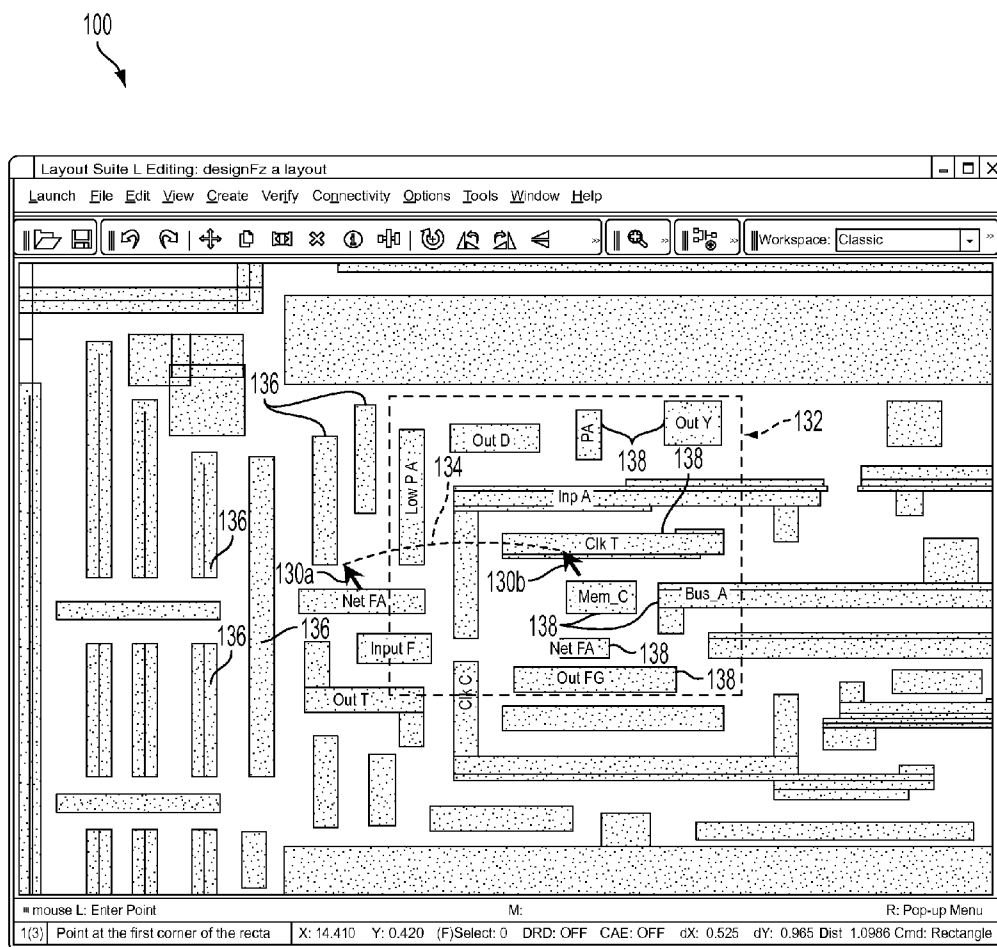 100
Layout Suite L Editing: designFz a layout
Launch File Edit View Create Verify Connectivity Options Tools Window Help
Workspace: Classic
136
Out D
PA
Out Y
132
138
138
134
Low P A
Inp A
136
Clk T
130a
130b
Net FA
Mem_C
Bus_A
138
136
136
Input F
Net FA
138
Out FG
138
Clk C
Out T
mouse L: Enter Point M: R: Pop-up Menu
1(3) Point at the first corner of the recta X: 14.410 Y: 0.420 (F)Select: 0 DRD: OFF CAE: OFF dX: 0.525 dY: 0.965 Dist 1.0986 Cmd: Rectangle